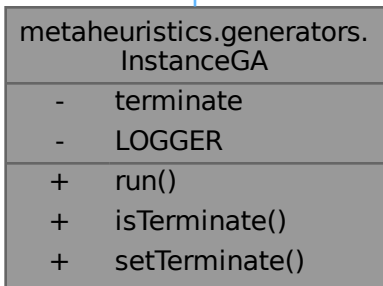 metaheuristics.generators.
InstanceGA
- terminate
- LOGGER
+ run()
+ isTerminate()
+ setTerminate()